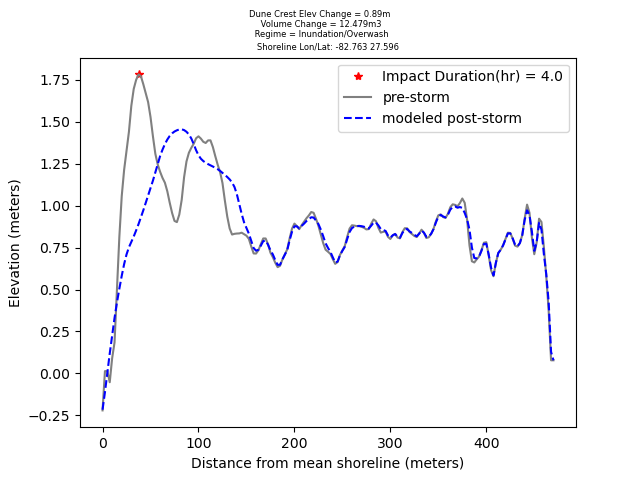 Dune Crest Elev Change = 0.89m
Volume Change = 12.479m3
Regime = Inundation/Overwash
Shoreline Lon/Lat: -82.763 27.596
Impact Duration(hr) = 4.0
pre-storm
modeled post-storm
Elevation (meters)
1.75
1.50
1.25
1.00
0.75
0.50
0.25
0.00
−0.25
0 100 200 300 400
Distance from mean shoreline (meters)